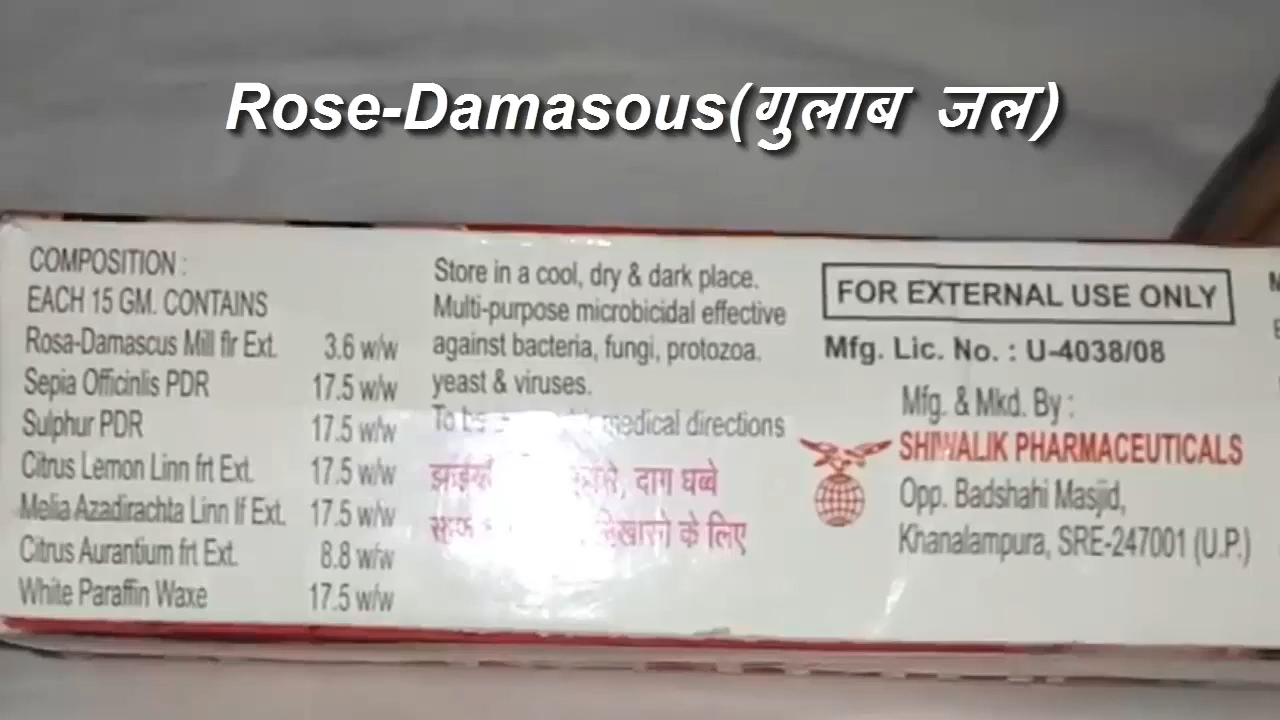 Rose-Damasous(गुलाब जल)
COMPOSITION :
EACH 15 GM. CONTAINS
Rosa-Damascus Mill flr Ext. 3.6 w/w
Sepia Officinlis PDR 17.5 w/w
Sulphur PDR 17.5 w/w
Citrus Lemon Linn frt Ext. 17.5 w/w
Melia Azadirachta Linn lf Ext. 17.5 w/w
Citrus Aurantium frt Ext. 8.8 w/w
White Paraffin Waxe 17.5 w/w
Store in a cool, dry & dark place.
Multi-purpose microbicidal effective
against bacteria, fungi, protozoa,
yeast & viruses.
To medical directions
दाग धब्बे
के लिए
FOR EXTERNAL USE ONLY
Mfg. Lic. No. : U-4038/08
Mfg. & Mkd. By :
SHIWALIK PHARMACEUTICALS
Opp. Badshahi Masjid,
Khanalampura, SRE-247001 (U.P.)